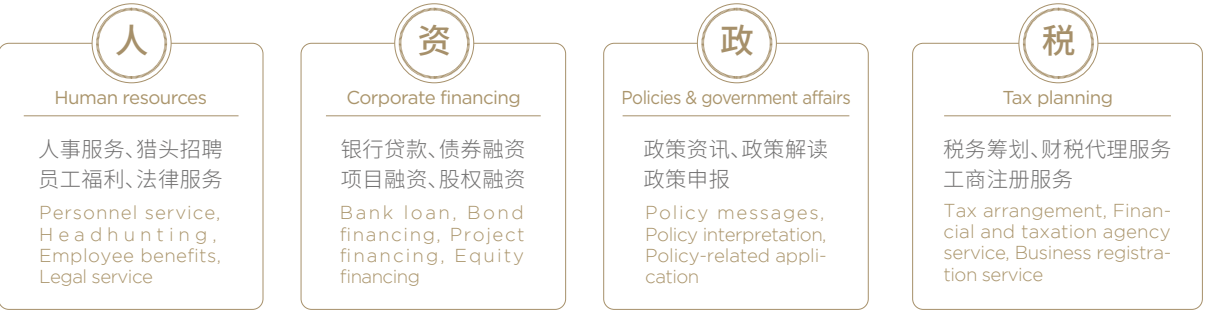 人
Human resources
人事服务、猎头招聘
员工福利、法律服务
Personnel service,
Headhunting,
Employee benefits,
Legal service
资
Corporate financing
银行贷款、债券融资
项目融资、股权融资
Bank loan, Bond
financing, Project
financing, Equity
financing
政
Policies & government affairs
政策资讯、政策解读
政策申报
Policy messages,
Policy interpretation,
Policy-related appli-
cation
税
Tax planning
税务筹划、财税代理服务
工商注册服务
Tax arrangement, Finan-
cial and taxation agency
service, Business registra-
tion service